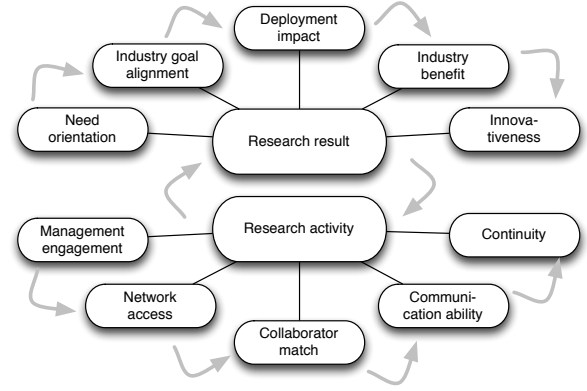 Deployment
impact
Industry goal
alignment
Industry
benefit
Need
orientation
Research result
Innova-
tiveness
Management
engagement
Research activity
Continuity
Network
access
Communi-
cation ability
Collaborator
match